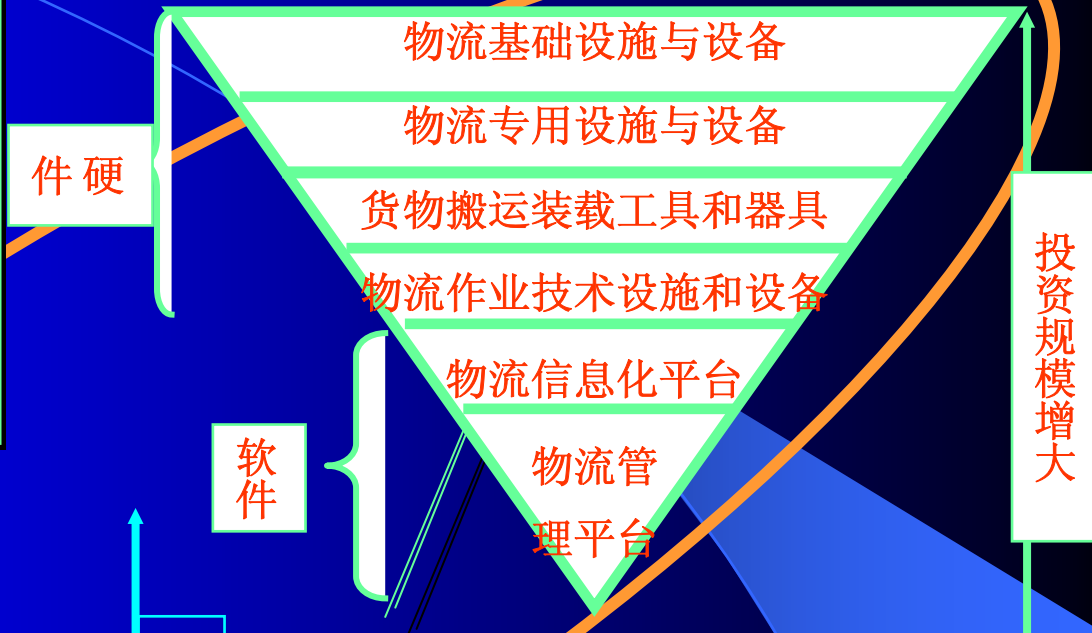 物流基础设施与设备
物流专用设施与设备
件 硬
货物搬运装载工具和器具
物流作业技术设施和设备
投资规模增大
物流信息化平台
软件
物流管
理平台